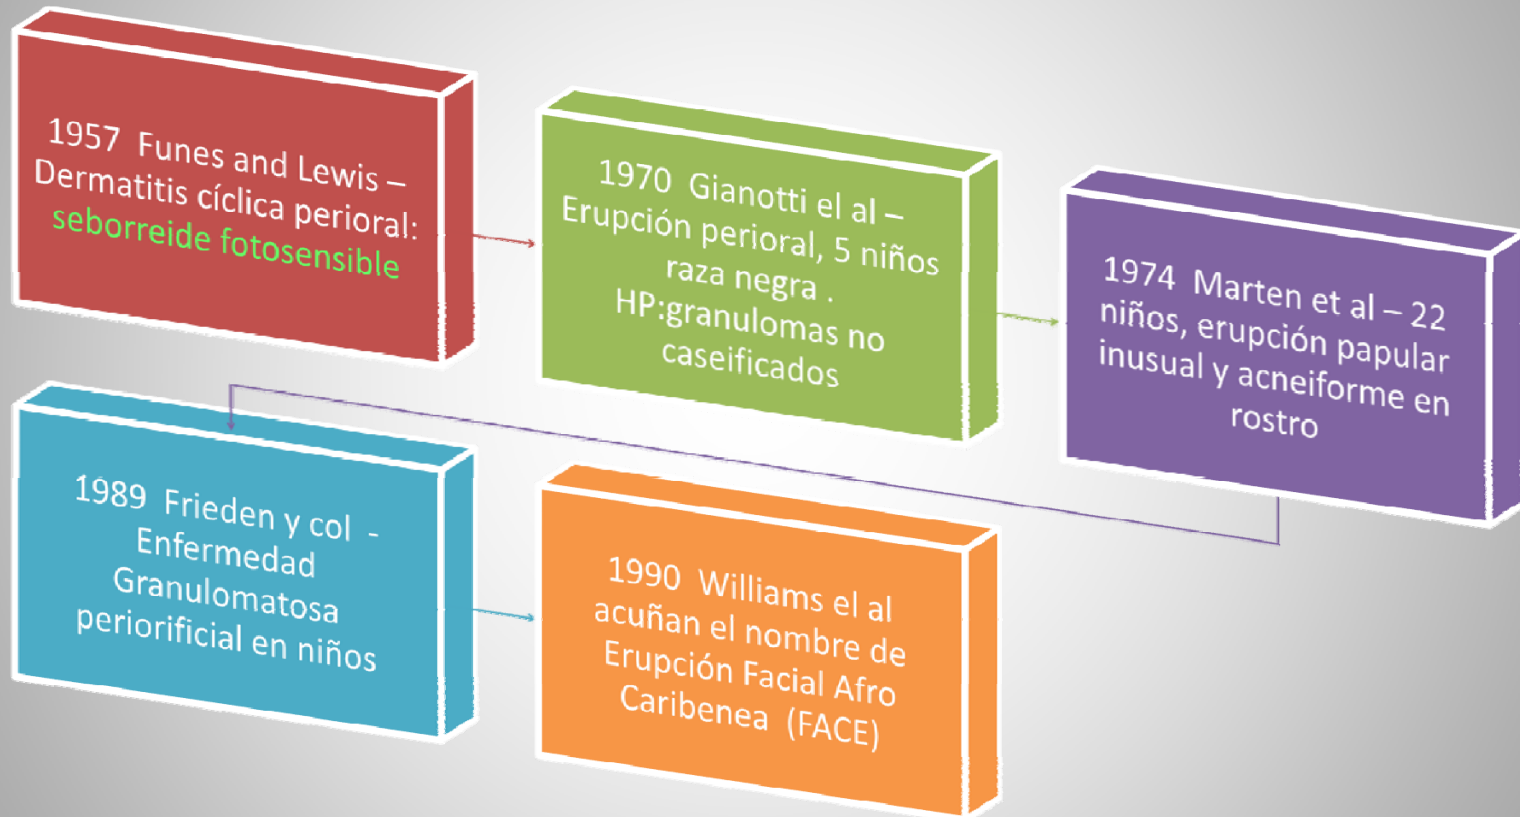 1957 Funes and Lewis –
Dermatitis cíclica perioral:
seborreide fotosensible
1970 Gianotti el al –
Erupción perioral, 5 niños
raza negra .
HP:granulomas no
caseificados
1974 Marten et al – 22
niños, erupción papular
inusual y acneiforme en
rostro
1989 Frieden y col -
Enfermedad
Granulomatosa
periorificial en niños
1990 Williams el al
acuñan el nombre de
Erupción Facial Afro
Caribenea (FACE)